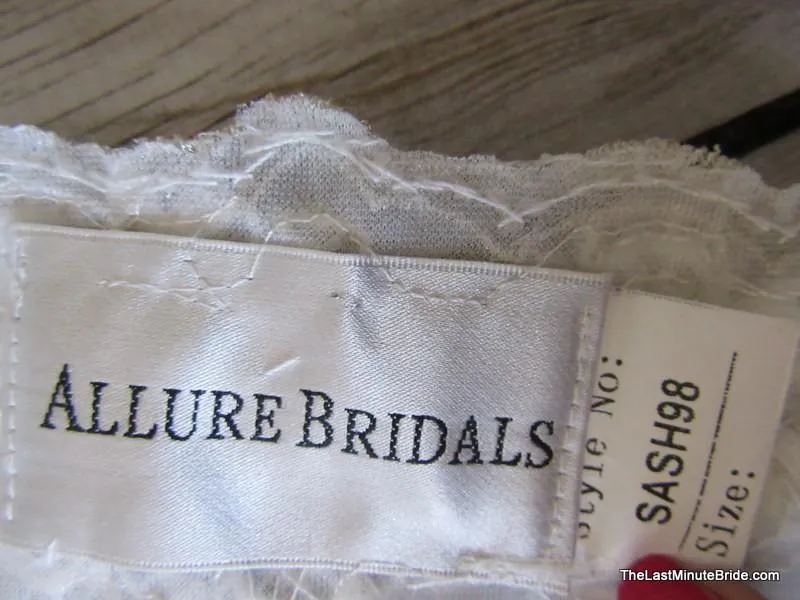 ALLURE BRIDALS
Style No:
SASH98
Size:
TheLastMinuteBride.com